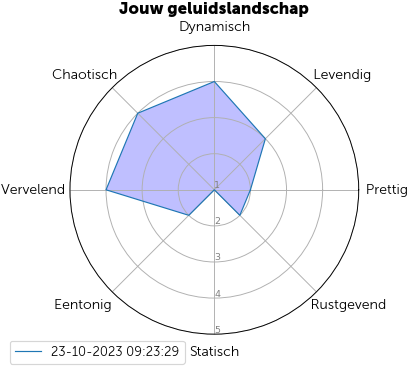 Jouw geluidslandschap
Dynamisch
Chaotisch
Levendig
Vervelend
1
Prettig
2
3
4
Eentonig
Rustgevend
5
23-10-2023 09:23:29
Statisch